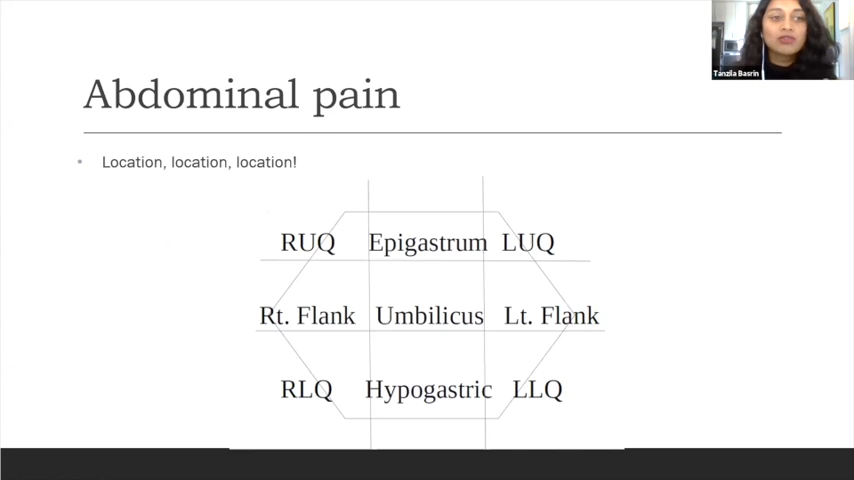 Tanzila Basrin
Abdominal pain
• Location, location, location!
RUQ Epigastrum LUQ
Rt. Flank Umbilicus Lt. Flank
RLQ Hypogastric LLQ